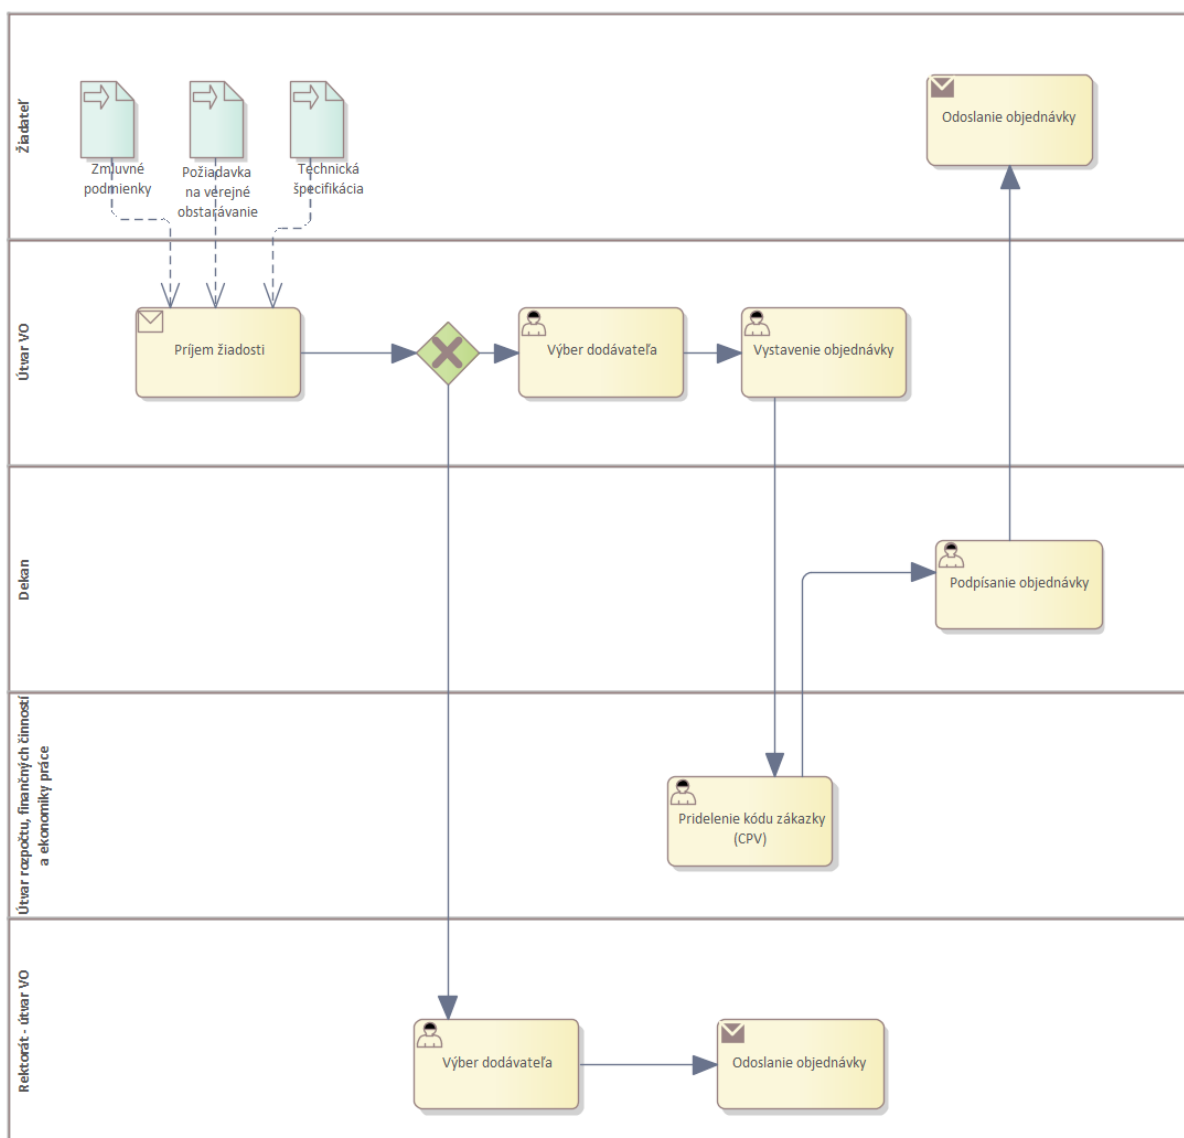 Žiadateľ
Zmluvné
podmienky
Požiadavka
na verejné
obstarávanie
Technická
špecifikácia
Odoslanie objednávky
Útvar VO
Príjem žiadosti
Výber dodávateľa
Vystavenie objednávky
Dekan
Podpísanie objednávky
Útvar rozpočtu, finančných činností
a ekonomiky práce
Pridelenie kódu zákazky
(CPV)
Rektorát - útvar VO
Výber dodávateľa
Odoslanie objednávky